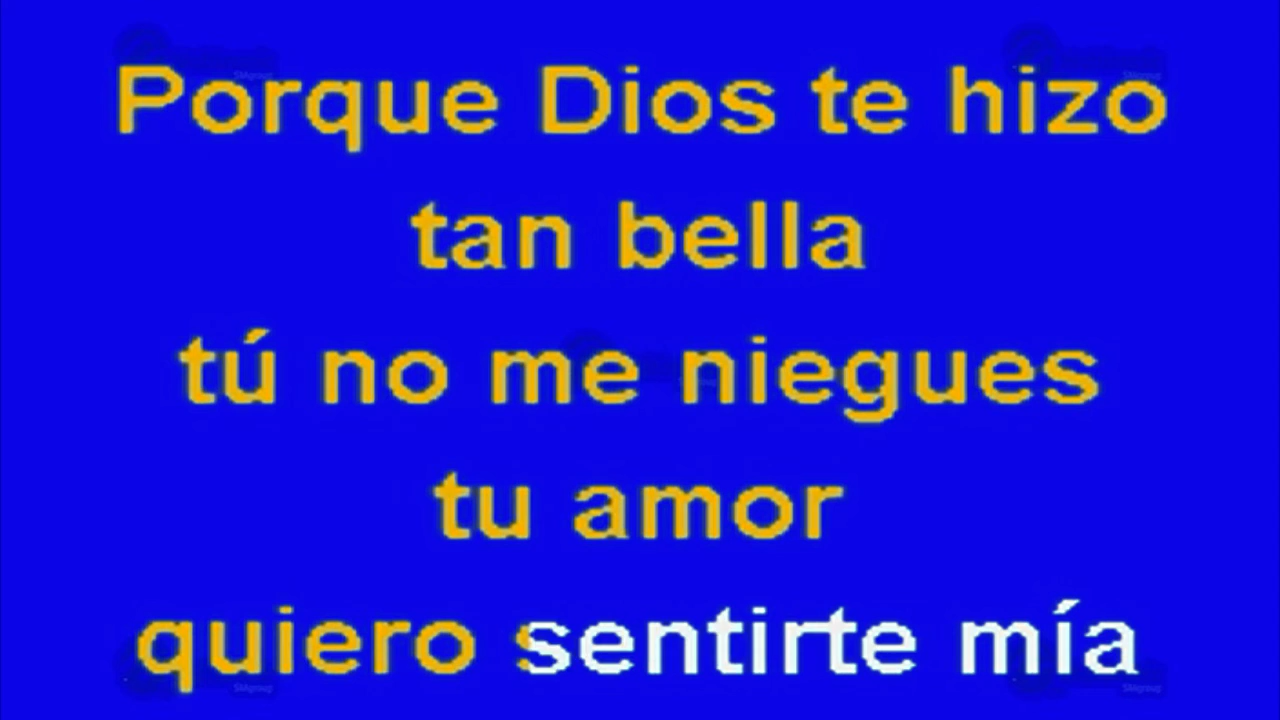 Porque Dios te hizo
tan bella
tú no me niegues
tu amor
quiero sentirte mía